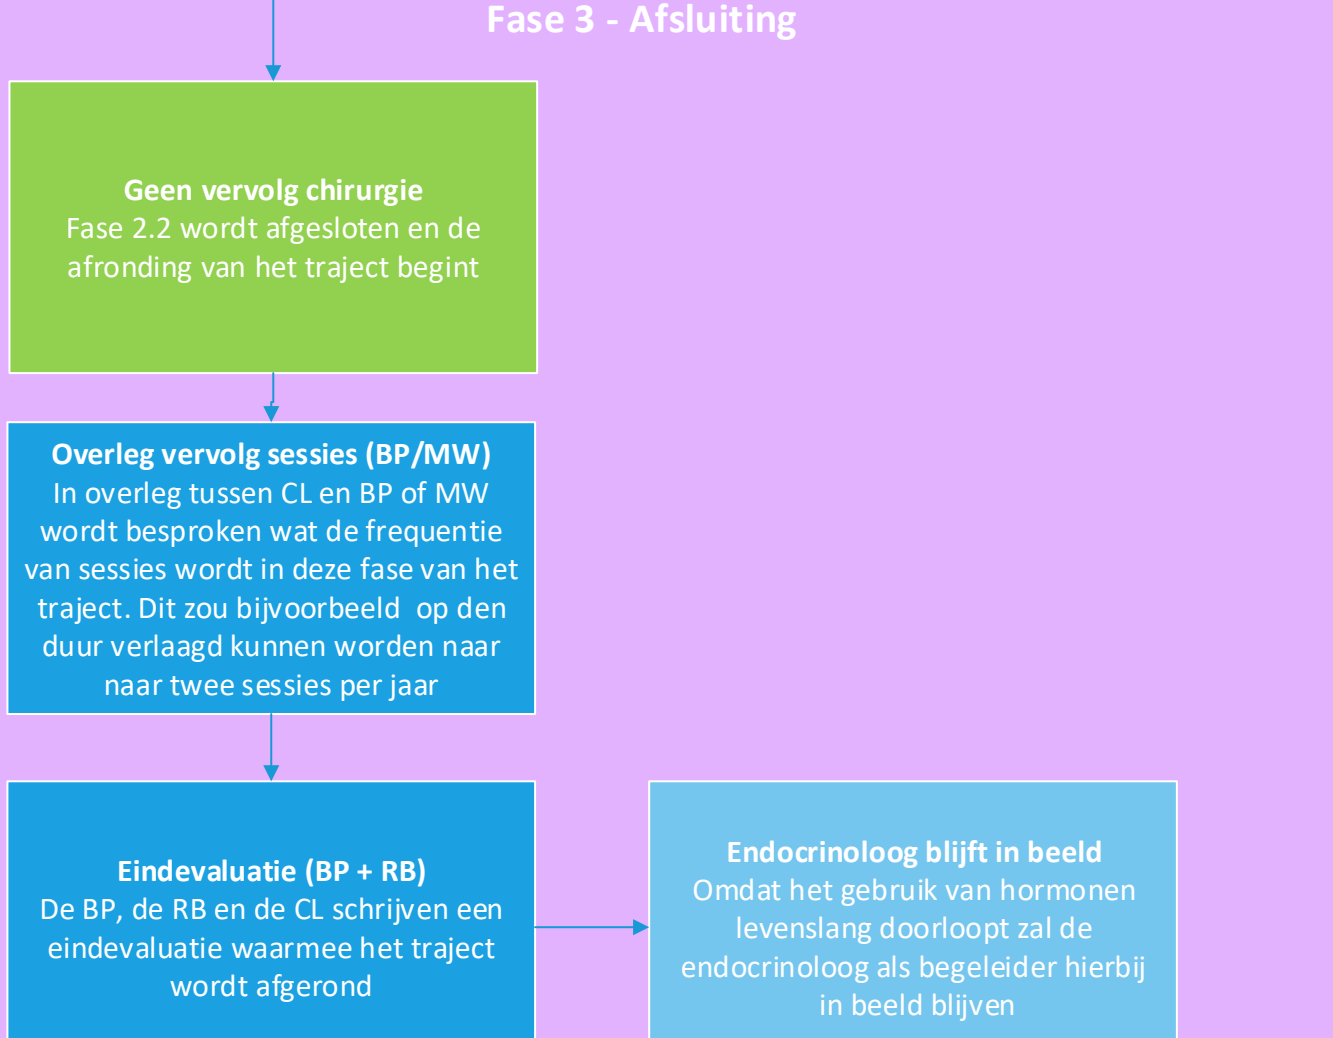 Fase 3 - Afsluiting
Geen vervolg chirurgie
Fase 2.2 wordt afgesloten en de
afronding van het traject begint
Overleg vervolg sessies (BP/MW)
In overleg tussen CL en BP of MW
wordt besproken wat de frequentie
van sessies wordt in deze fase van het
traject. Dit zou bijvoorbeeld op den
duur verlaagd kunnen worden naar
naar twee sessies per jaar
Eindevaluatie (BP + RB)
De BP, de RB en de CL schrijven een
eindevaluatie waarmee het traject
wordt afgerond
Endocrinoloog blijft in beeld
Omdat het gebruik van hormonen
levenslang doorloopt zal de
endocrinoloog als begeleider hierbij
in beeld blijven